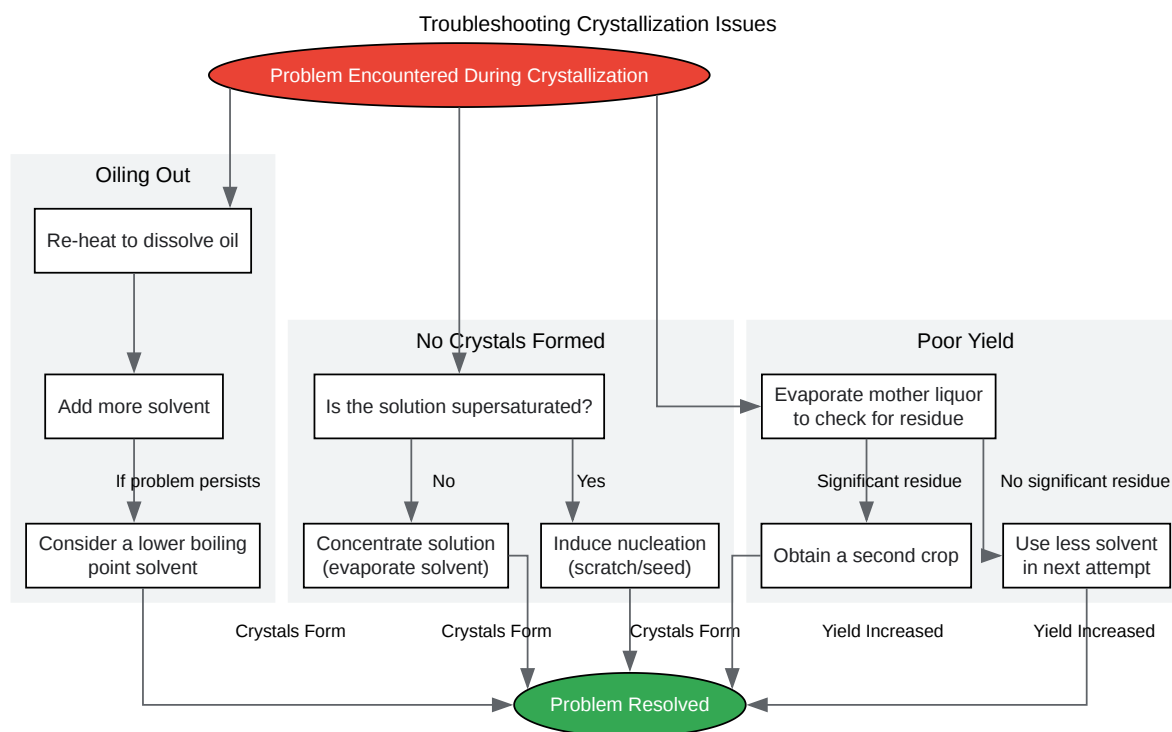 Troubleshooting Crystallization Issues
Problem Encountered During Crystallization
Oiling Out
Re-heat to dissolve oil
No Crystals Formed
Poor Yield
Add more solvent
Is the solution supersaturated?
Evaporate mother liquor
to check for residue
If problem persists
No
Yes
Significant residue
No significant residue
Consider a lower boiling
point solvent
Concentrate solution
(evaporate solvent)
Induce nucleation
(scratch/seed)
Obtain a second crop
Use less solvent
in next attempt
Crystals Form
Crystals Form
Crystals Form
Yield Increased
Yield Increased
Problem Resolved